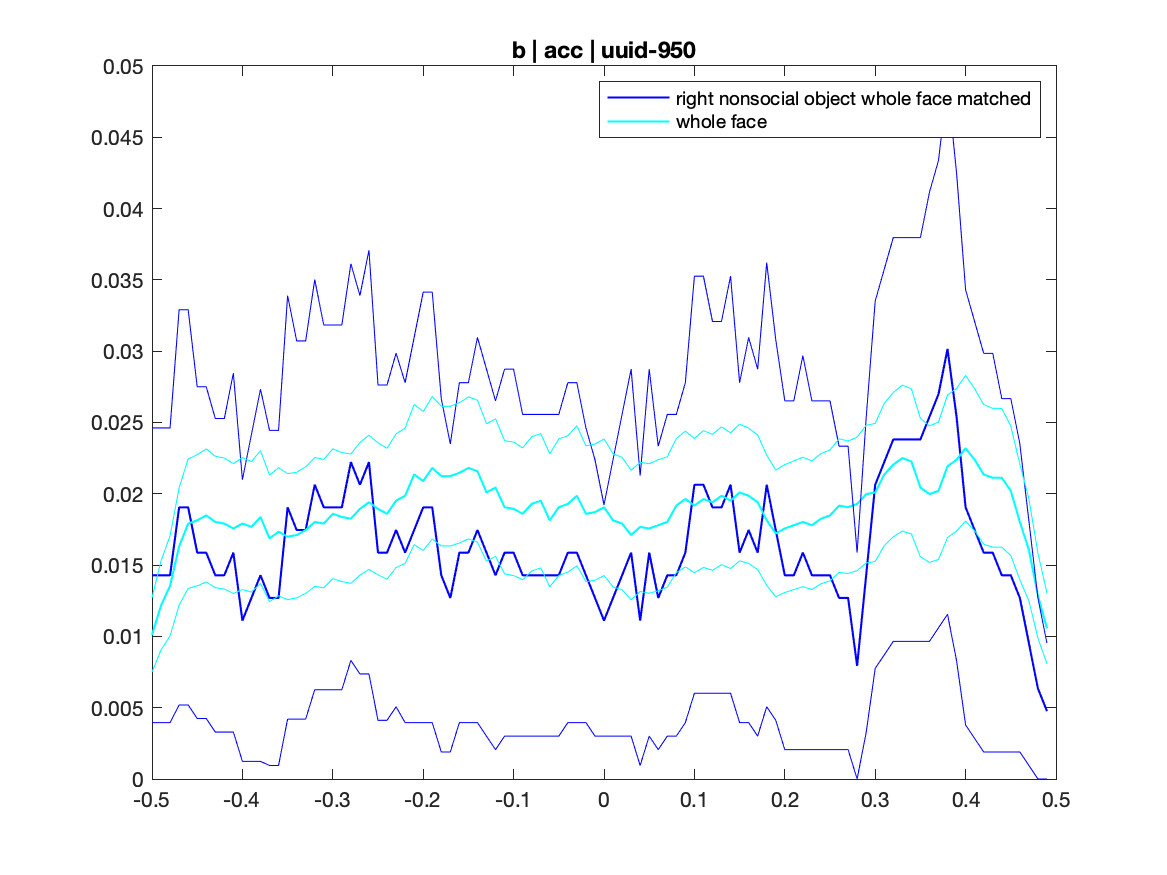 b | acc | uuid-950
right nonsocial object whole face matched
whole face
0.05
0.045
0.04
0.035
0.03
0.025
0.02
0.015
0.01
0.005
0
-0.5 -0.4 -0.3 -0.2 -0.1 0 0.1 0.2 0.3 0.4 0.5